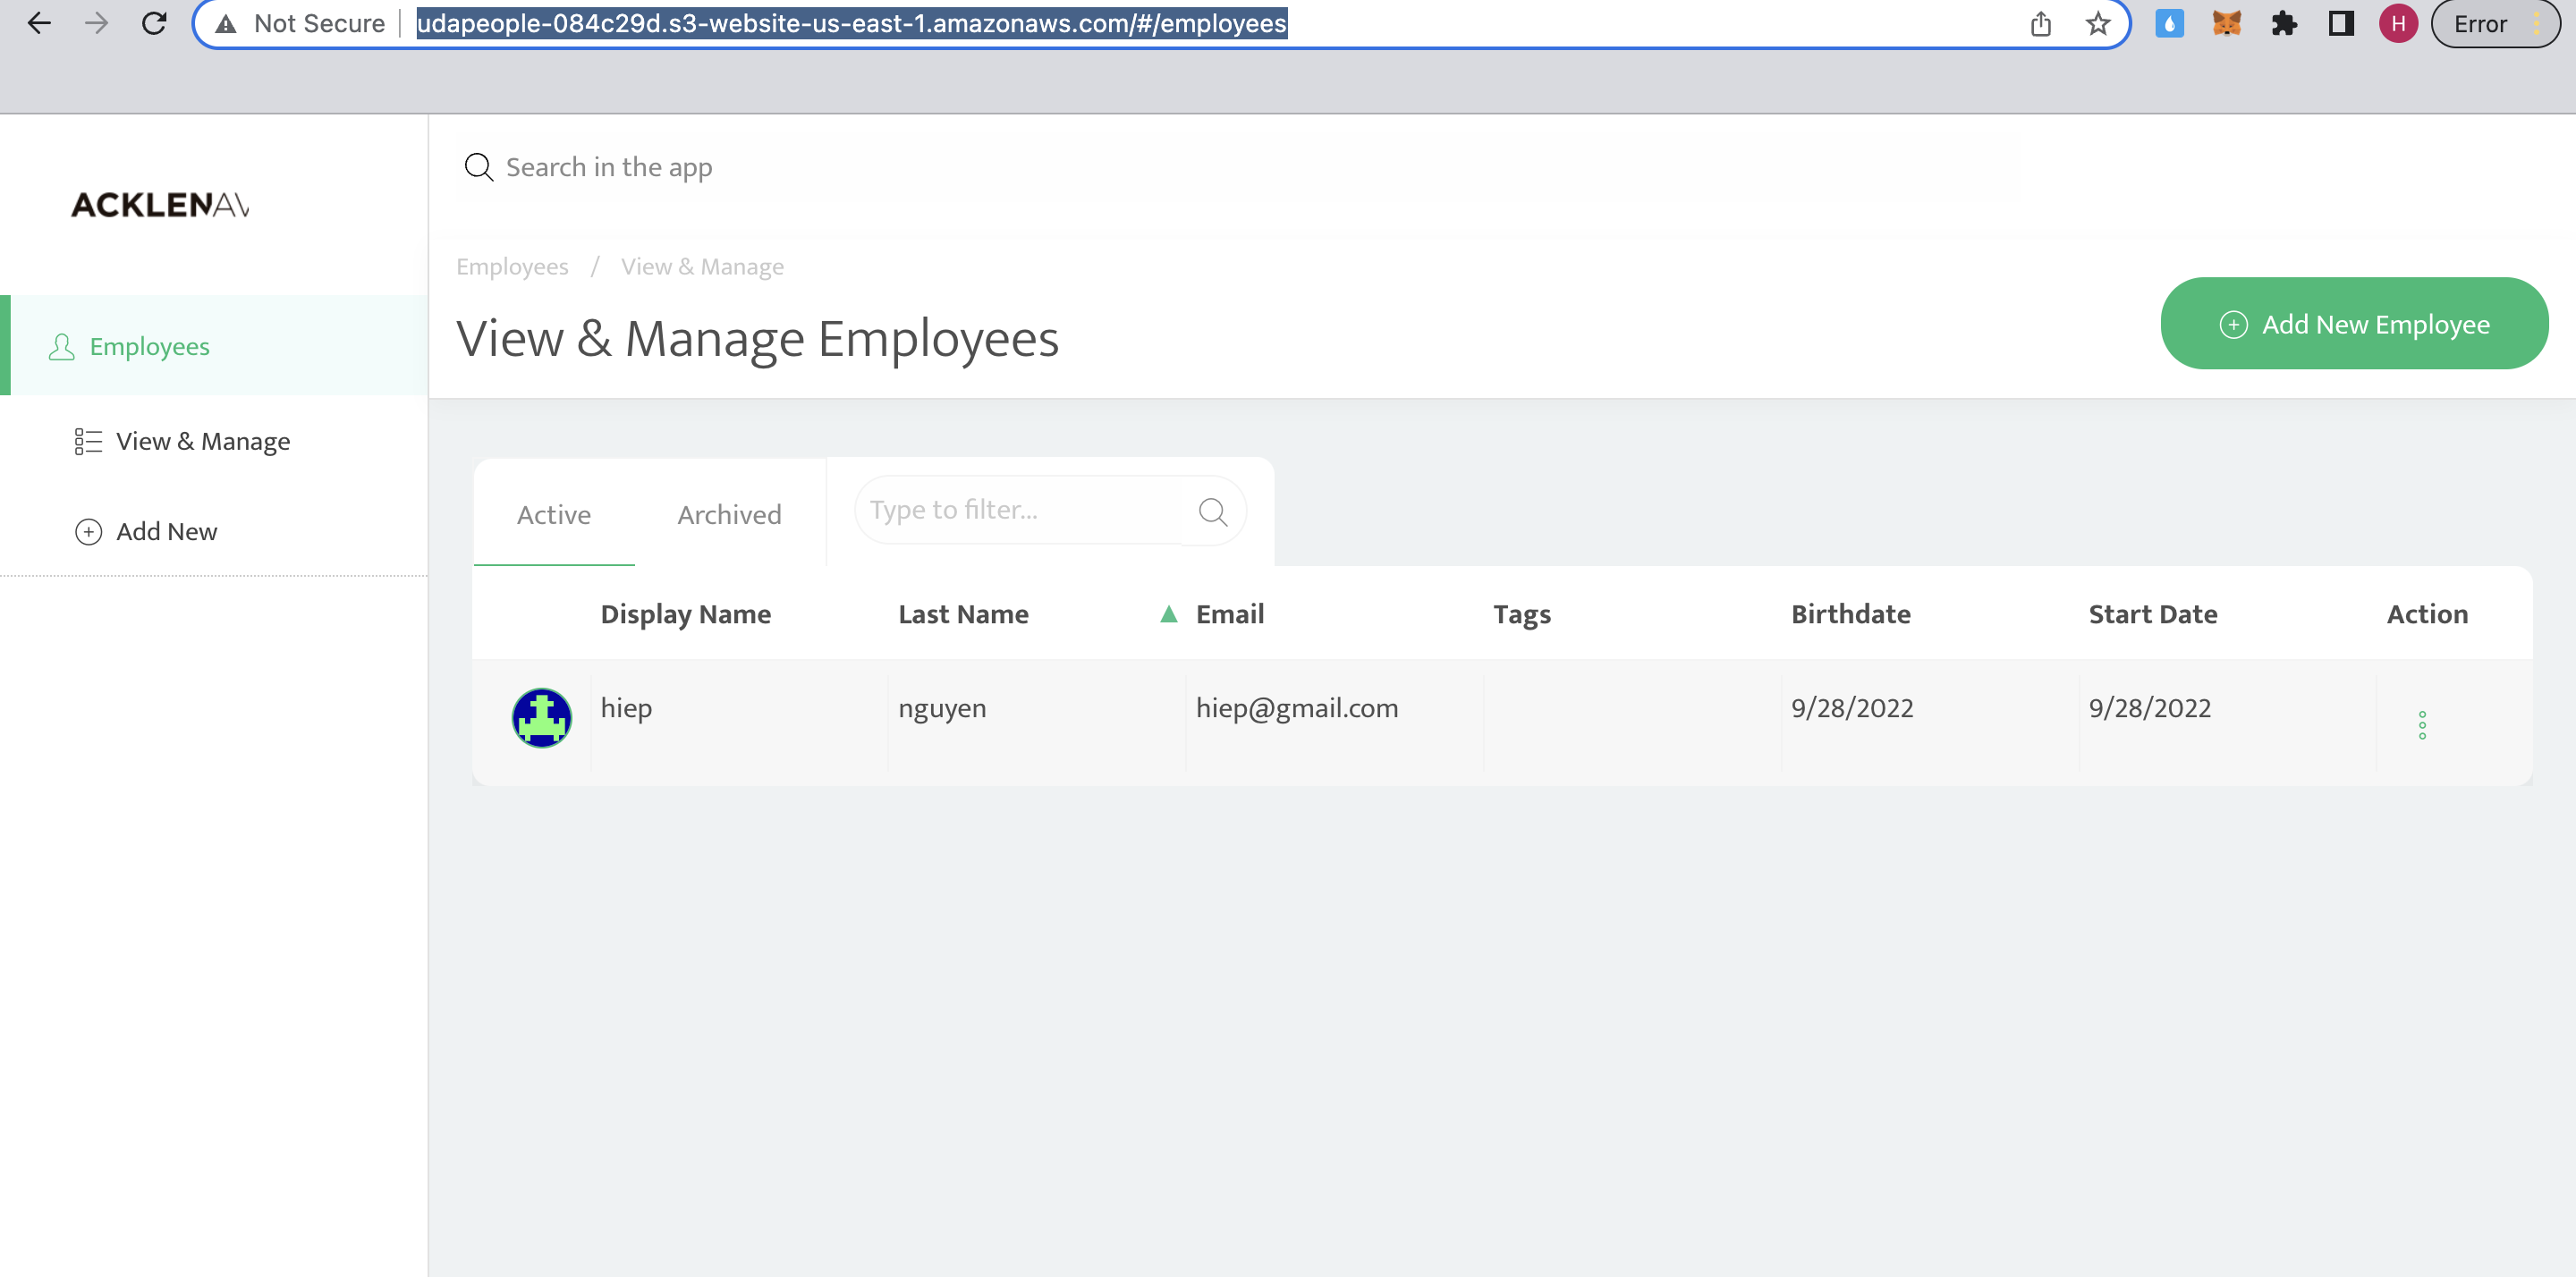 Not Secure udapeople-084c29d.s3-website-us-east-1.amazonaws.com/#/employees H Error
ACKLENAV
Search in the app
Employees / View & Manage
View & Manage Employees
Add New Employee
Employees
View & Manage
Add New
Active Archived Type to filter...
Display Name Last Name Email Tags Birthdate Start Date Action
hiep nguyen hiep@gmail.com 9/28/2022 9/28/2022